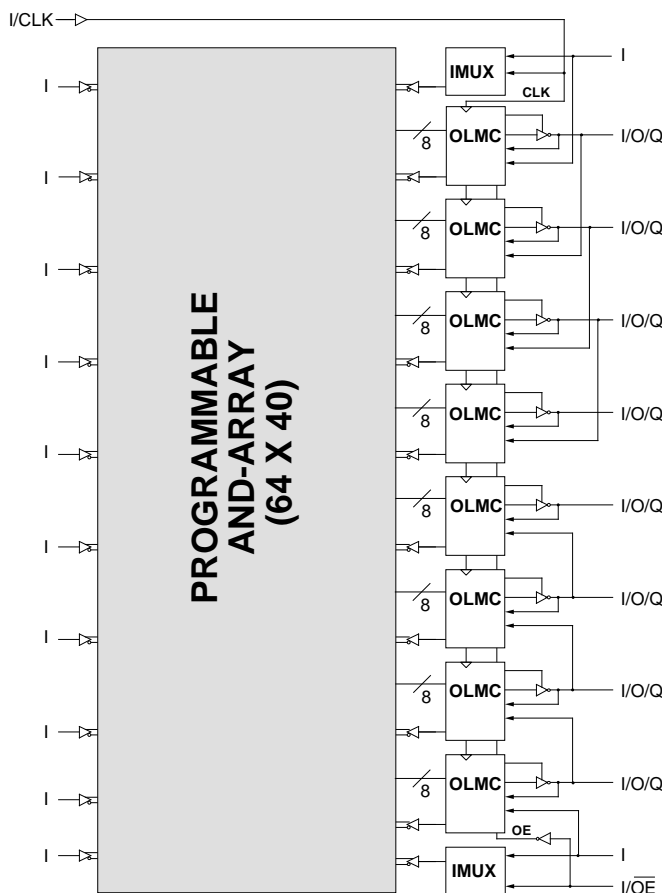 I/CLK
I
IMUX
I
CLK
8
OLMC
I/O/Q
I
8
OLMC
I/O/Q
I
8
OLMC
I/O/Q
I
8
OLMC
I/O/Q
I
8
OLMC
I/O/Q
I
8
OLMC
I/O/Q
I
8
OLMC
I/O/Q
I
8
OLMC
I/O/Q
I
OE
I
IMUX
I
I/O̅E̅
PROGRAMMABLE
AND-ARRAY
(64 X 40)